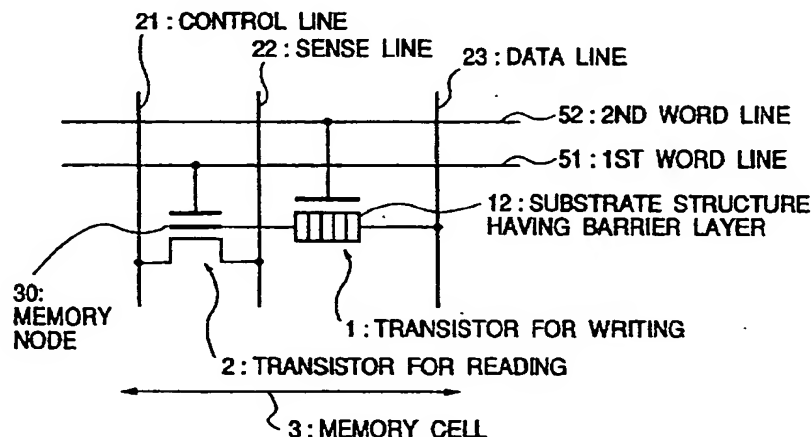 21 : CONTROL LINE
22 : SENSE LINE
23 : DATA LINE
52 : 2ND WORD LINE
51 : 1ST WORD LINE
12 : SUBSTRATE STRUCTURE
HAVING BARRIER LAYER
30:
MEMORY
NODE
1 : TRANSISTOR FOR WRITING
2 : TRANSISTOR FOR READING
3 : MEMORY CELL